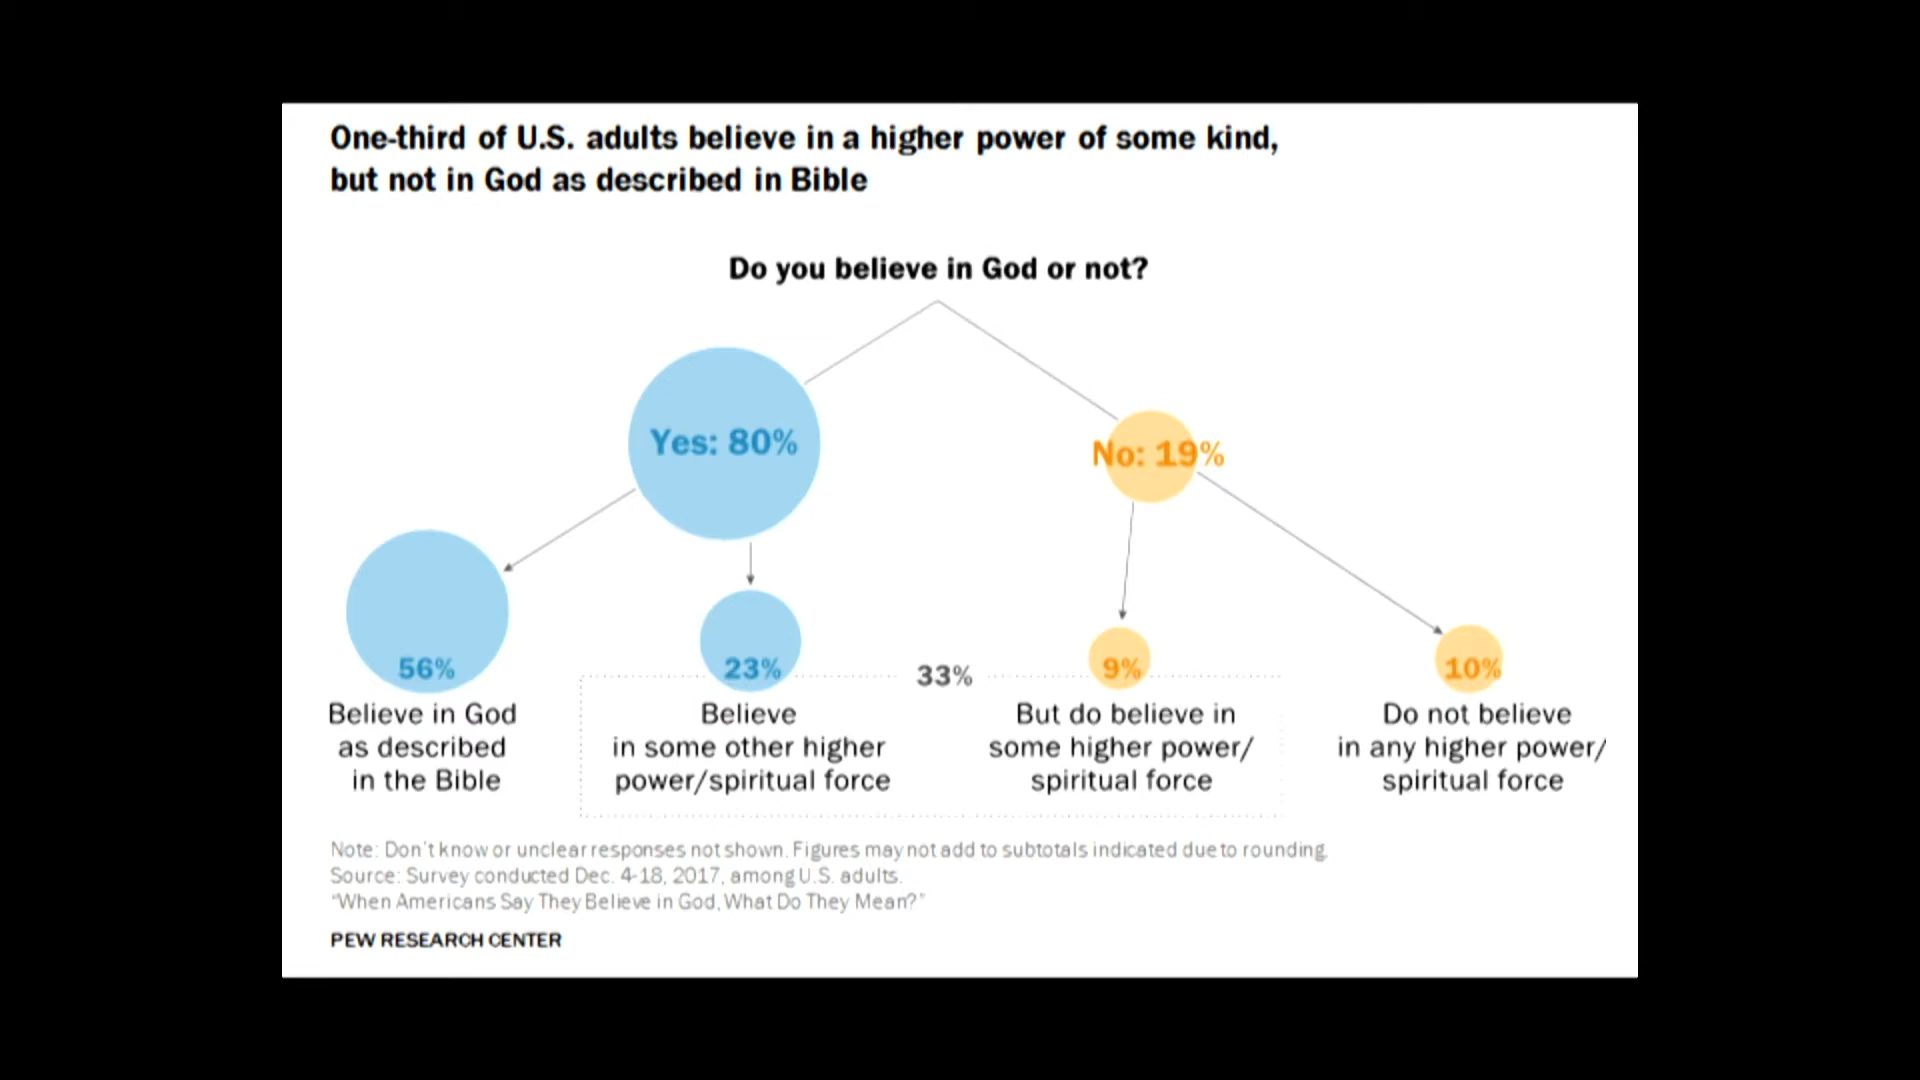 One-third of U.S. adults believe in a higher power of some kind,
but not in God as described in Bible
Do you believe in God or not?
Yes: 80%
No: 19%
56%
Believe in God
as described
in the Bible
23%
Believe
in some other higher
power/spiritual force
33%
9%
But do believe in
some higher power/
spiritual force
10%
Do not believe
in any higher power/
spiritual force
Note: Don't know or unclear responses not shown. Figures may not add to subtotals indicated due to rounding.
Source: Survey conducted Dec. 4-18, 2017, among U.S. adults.
"When Americans Say They Believe in God, What Do They Mean?"
PEW RESEARCH CENTER